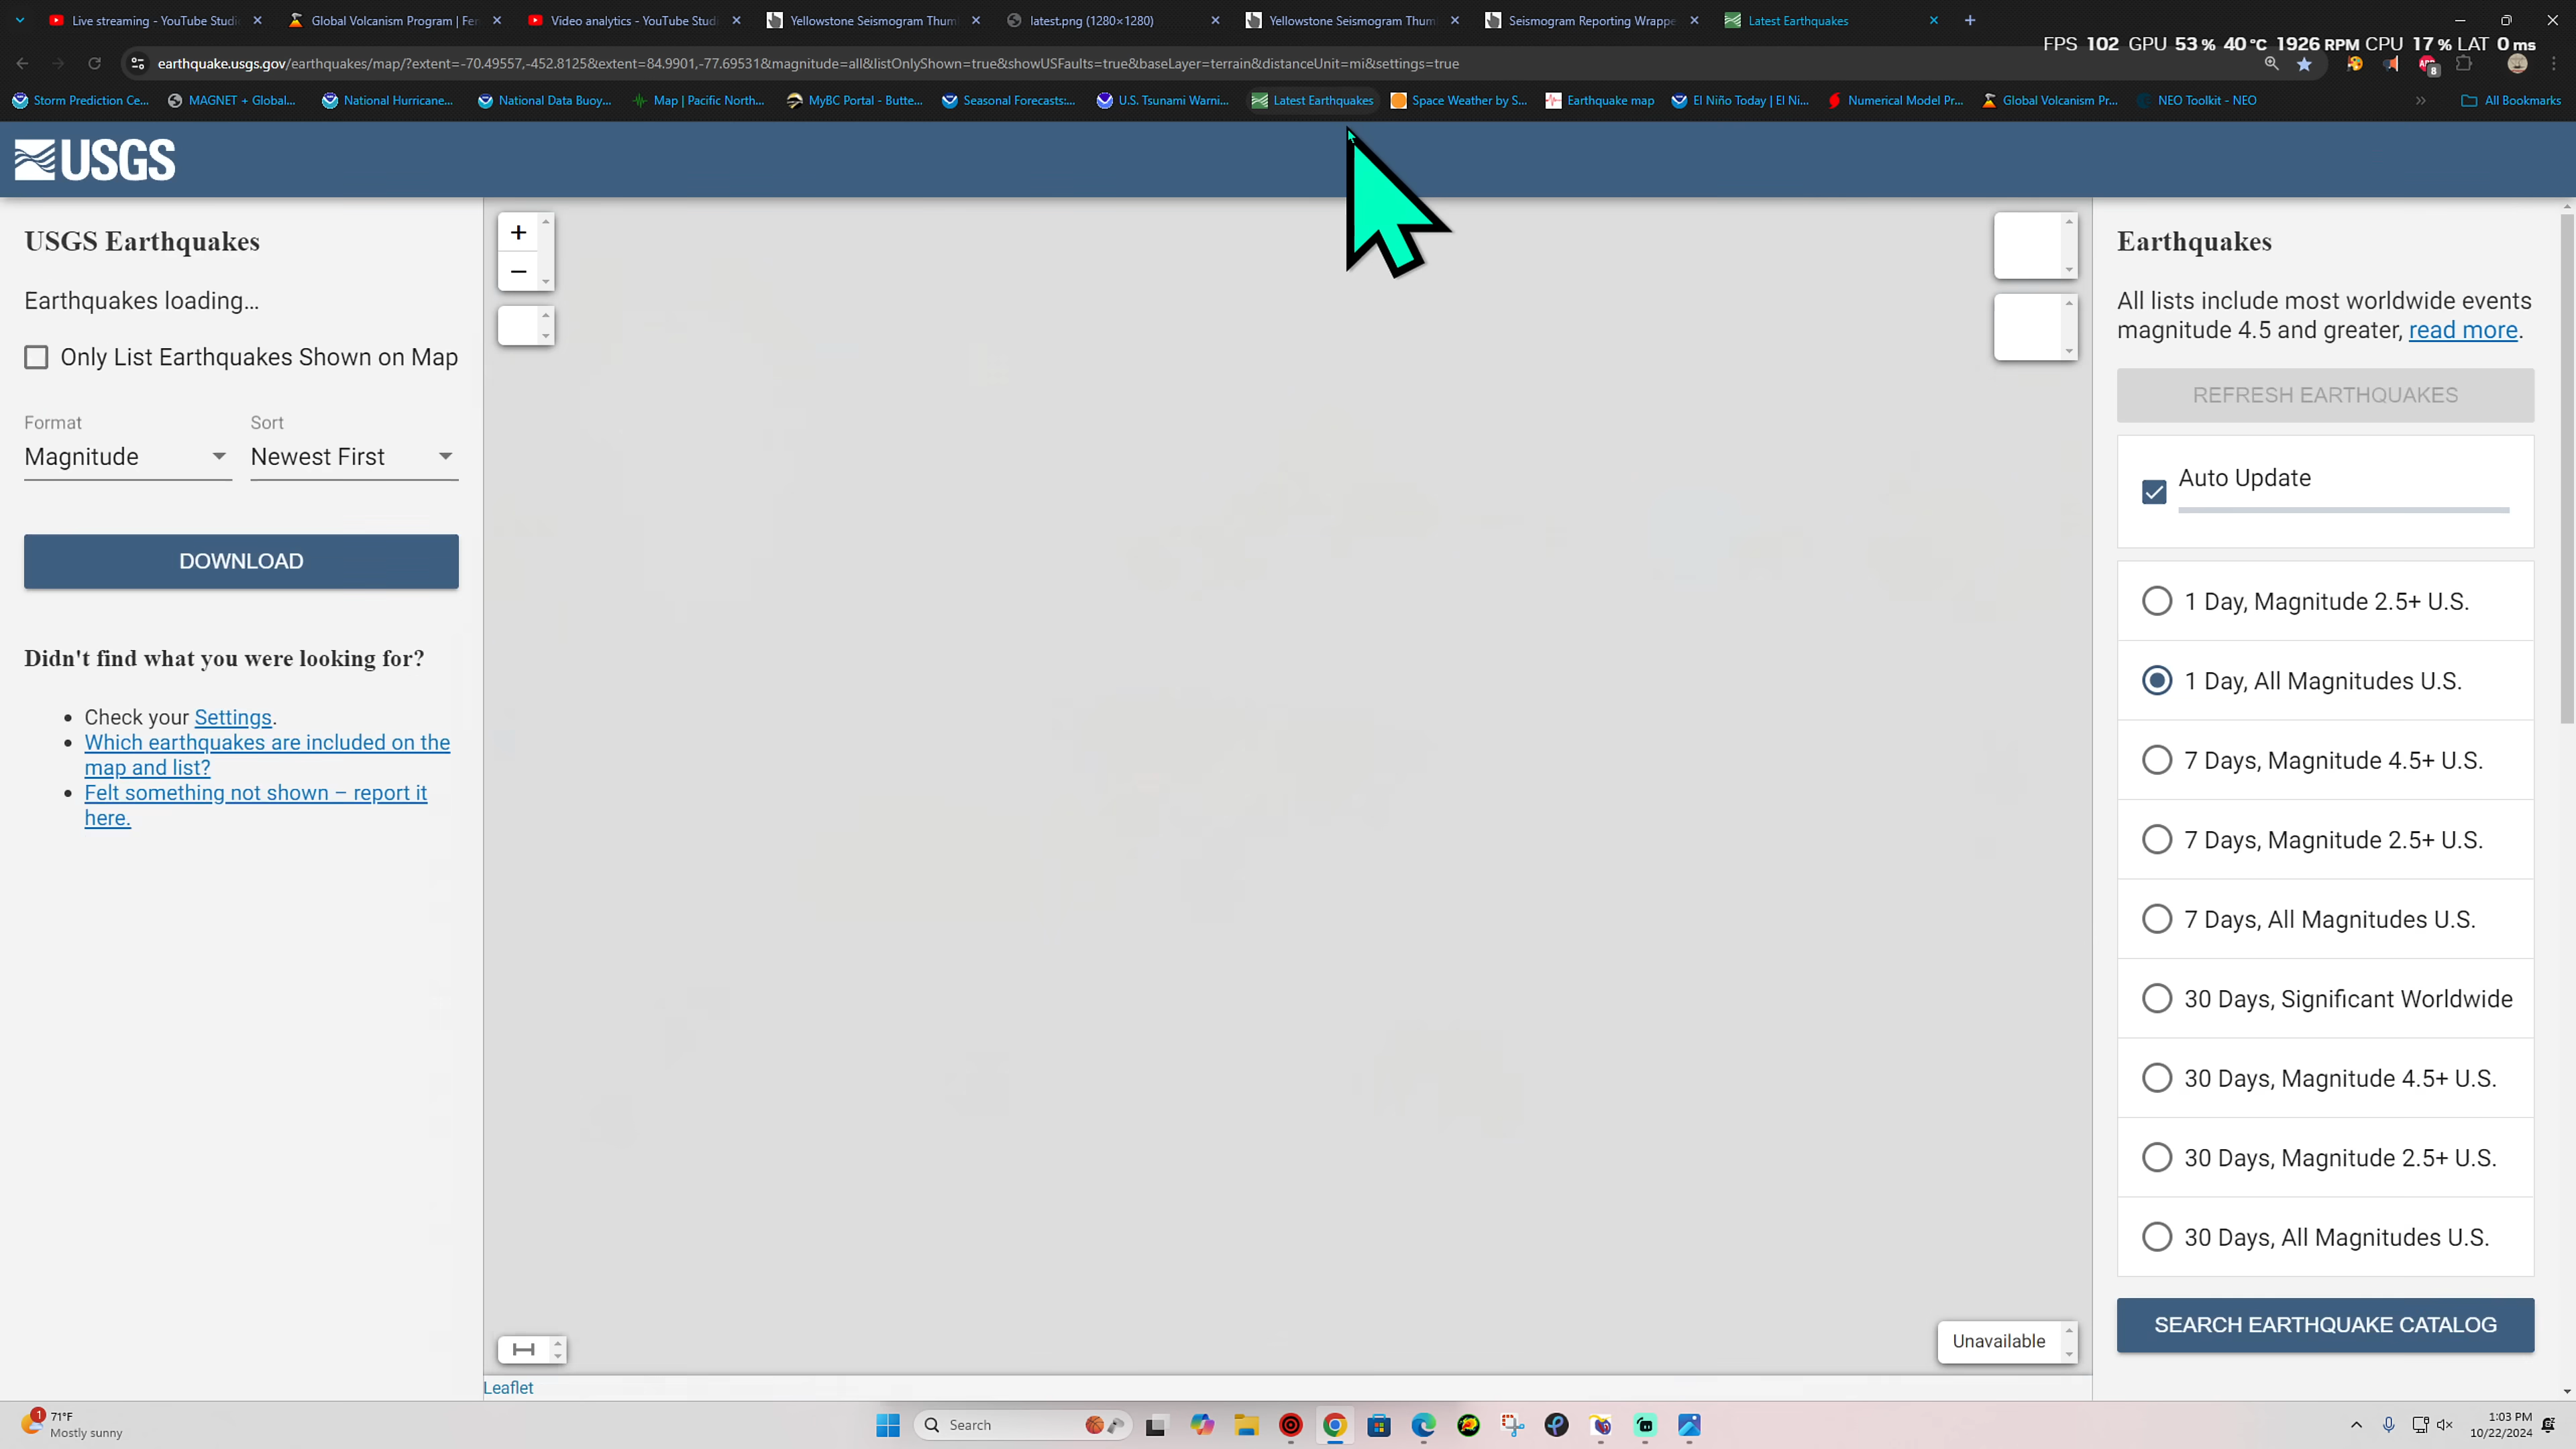 Live streaming - YouTube Studi
Global Volcanism Program | Fer
Video analytics - YouTube Studi
Yellowstone Seismogram Thum
latest.png (1280×1280)
Yellowstone Seismogram Thum
Seismogram Reporting Wrappe
Latest Earthquakes
FPS 102 GPU 53 % 40 °C 1926 RPM CPU 17 % LAT 0 ms
earthquake.usgs.gov/earthquakes/map/?extent=-70.49557,-452.8125&extent=84.9901,-77.69531&magnitude=all&listOnlyShown=true&showUSFaults=true&baseLayer=terrain&distanceUnit=mi&settings=true
8
Storm Prediction Ce...
MAGNET + Global...
National Hurricane...
National Data Buoy...
Map | Pacific North...
MyBC Portal - Butte...
Seasonal Forecasts:...
U.S. Tsunami Warni...
Latest Earthquakes
Space Weather by S...
Earthquake map
El Niño Today | El Ni...
Numerical Model Pr...
Global Volcanism Pr...
NEO Toolkit - NEO
All Bookmarks
USGS
USGS Earthquakes
Earthquakes loading...
Only List Earthquakes Shown on Map
Format
Sort
Magnitude
Newest First
DOWNLOAD
Didn't find what you were looking for?
Check your Settings.
Which earthquakes are included on the
map and list?
Felt something not shown – report it
here.
+
−
Unavailable
Leaflet
Earthquakes
All lists include most worldwide events
magnitude 4.5 and greater, read more.
REFRESH EARTHQUAKES
Auto Update
1 Day, Magnitude 2.5+ U.S.
1 Day, All Magnitudes U.S.
7 Days, Magnitude 4.5+ U.S.
7 Days, Magnitude 2.5+ U.S.
7 Days, All Magnitudes U.S.
30 Days, Significant Worldwide
30 Days, Magnitude 4.5+ U.S.
30 Days, Magnitude 2.5+ U.S.
30 Days, All Magnitudes U.S.
SEARCH EARTHQUAKE CATALOG
1
71°F
Mostly sunny
Search
1:03 PM
10/22/2024